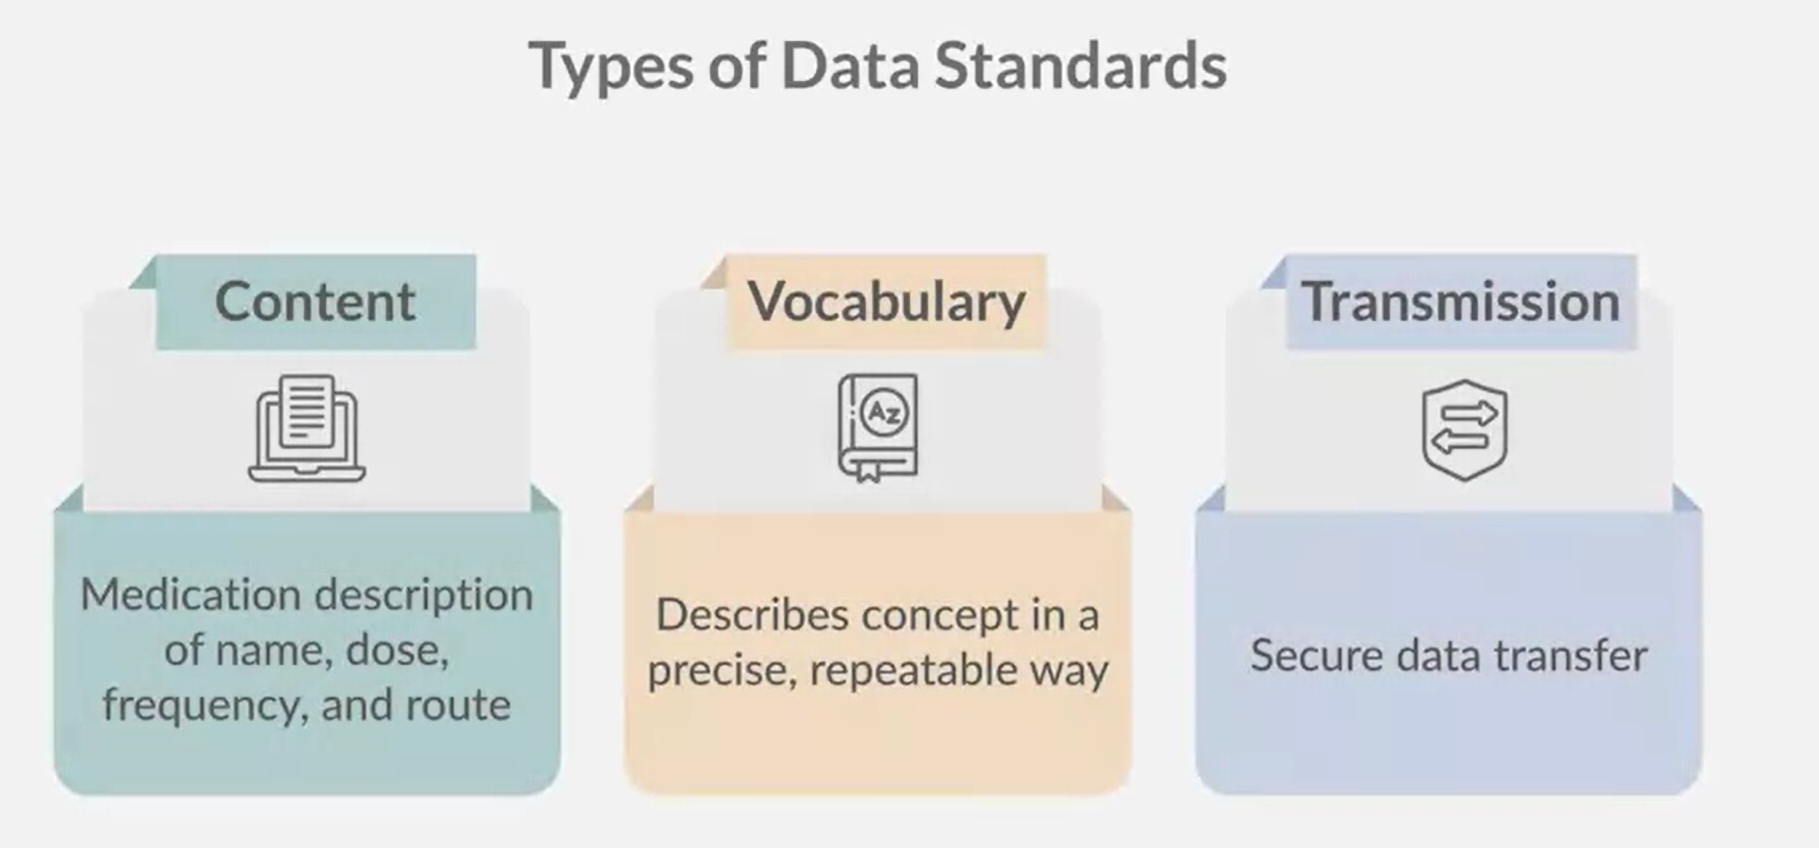 Types of Data Standards
Content
Medication description
of name, dose,
frequency, and route
Vocabulary
AZ
Describes concept in a
precise, repeatable way
Transmission
Secure data transfer